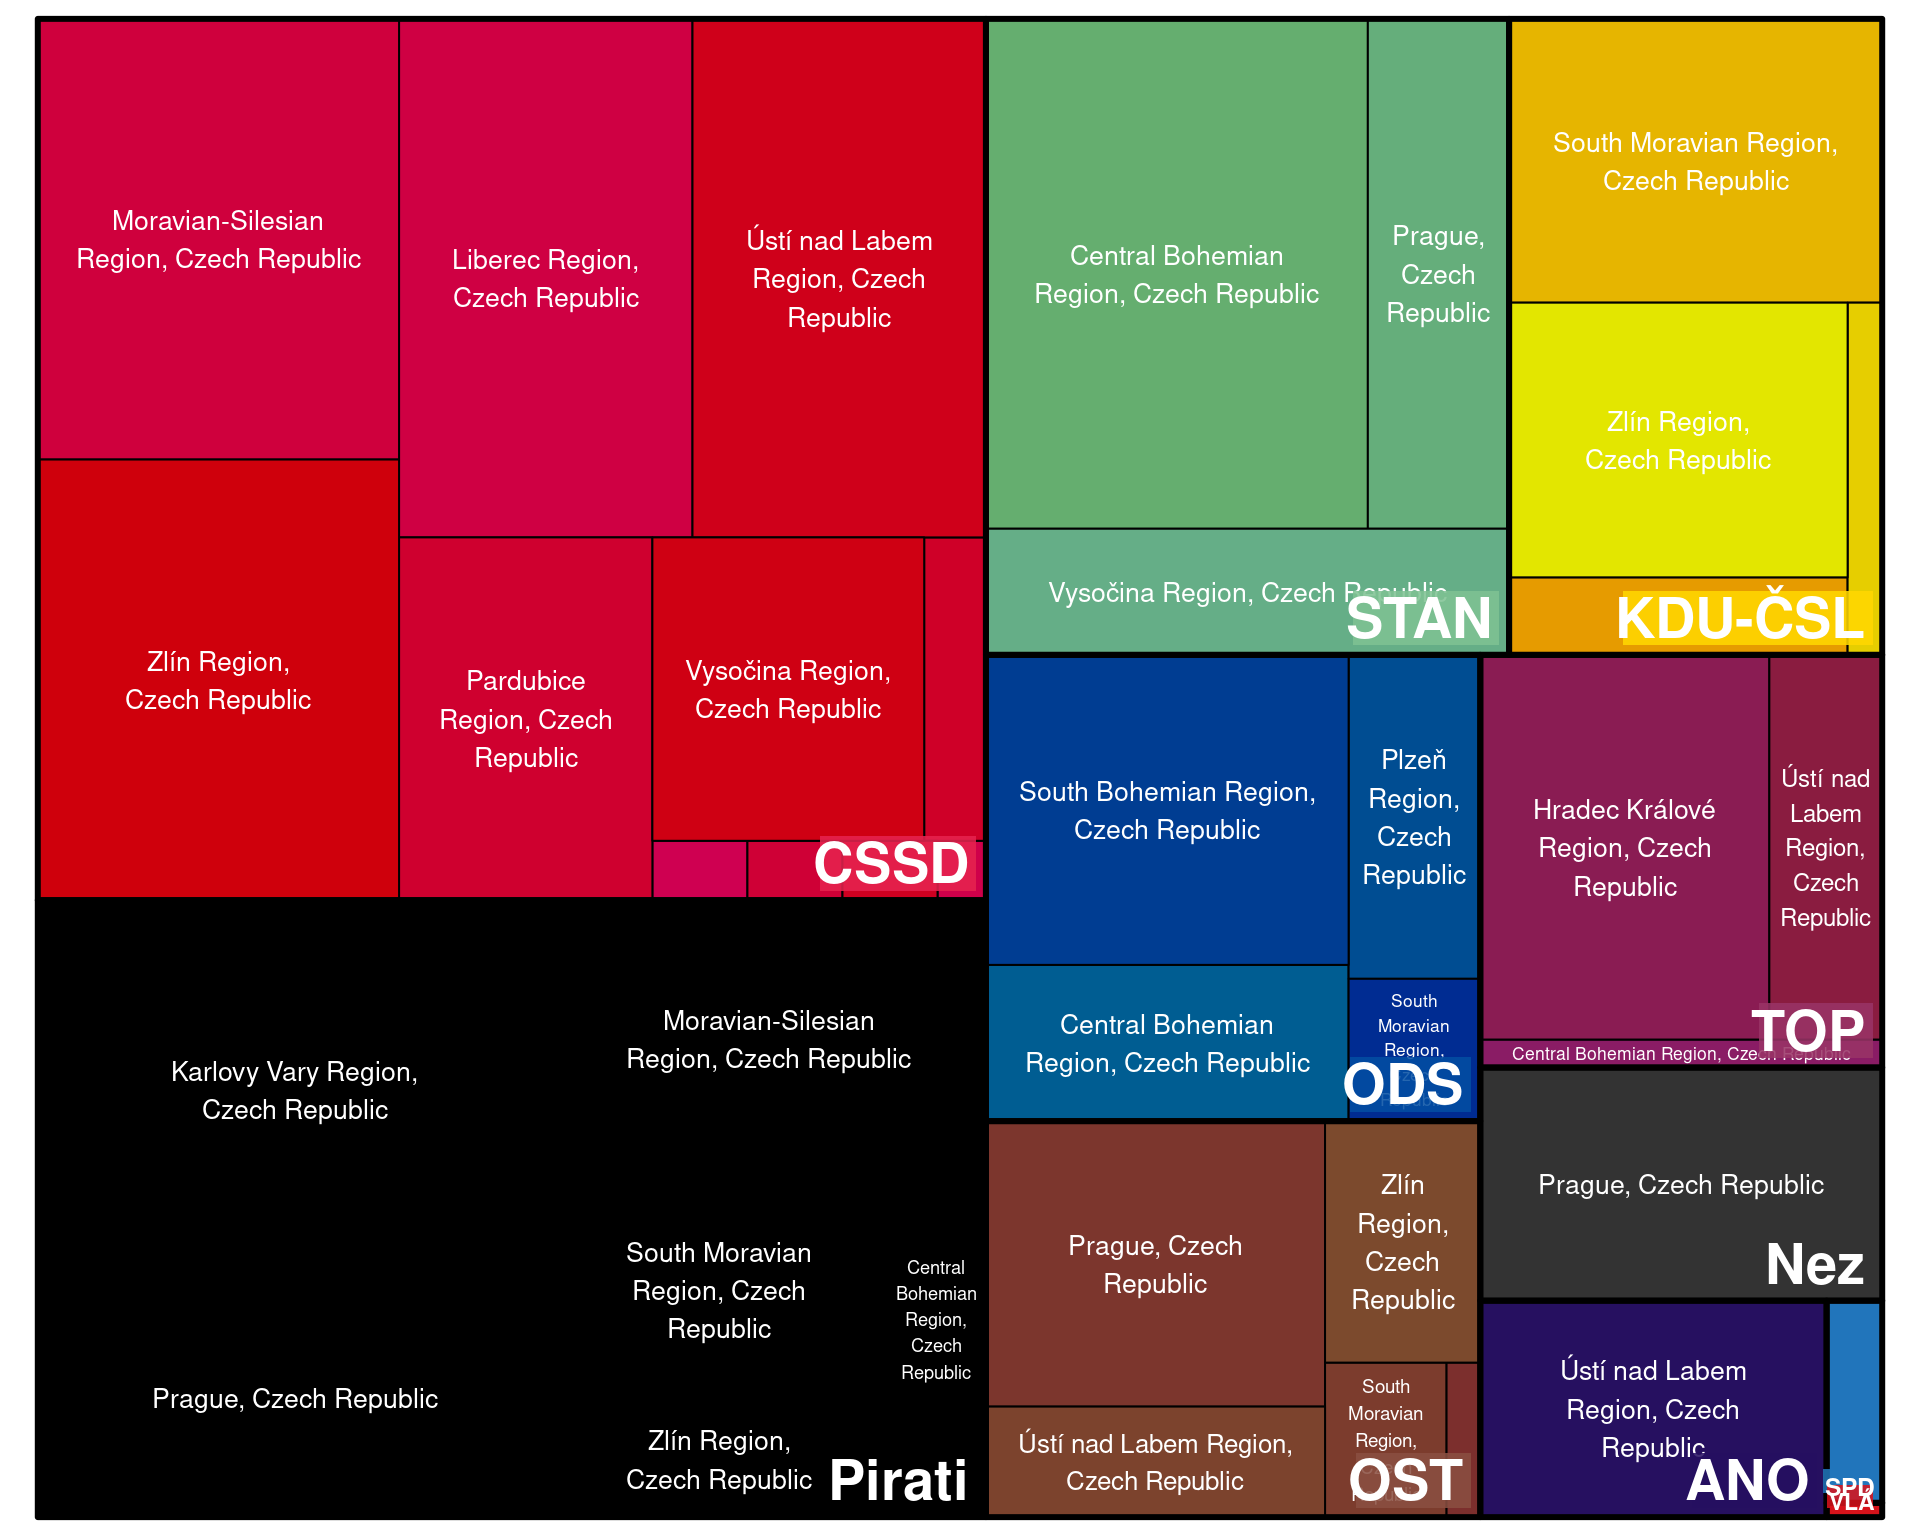 Moravian-Silesian
Region, Czech Republic
Liberec Region,
Czech Republic
Ústí nad Labem
Region, Czech
Republic
Zlín Region,
Czech Republic
Pardubice
Region, Czech
Republic
Vysočina Region,
Czech Republic
CSSD
Karlovy Vary Region,
Czech Republic
Prague, Czech Republic
Moravian-Silesian
Region, Czech Republic
South Moravian
Region, Czech
Republic
Central
Bohemian
Region,
Czech
Republic
Zlín Region,
Czech Republic
Pirati
Central Bohemian
Region, Czech Republic
Prague,
Czech
Republic
Vysočina Region, Czech Republic
STAN
South Moravian Region,
Czech Republic
Zlín Region,
Czech Republic
KDU-ČSL
South Bohemian Region,
Czech Republic
Plzeň
Region,
Czech
Republic
Central Bohemian
Region, Czech Republic
South
Moravian
Region,
ODS
Hradec Králové
Region, Czech
Republic
Ústí nad
Labem
Region,
Czech
Republic
Central Bohemian Region, Czech Republic
TOP
Prague, Czech
Republic
Zlín
Region,
Czech
Republic
Ústí nad Labem Region,
Czech Republic
South
Moravian
Region,
OST
Prague, Czech Republic
Nez
Ústí nad Labem
Region, Czech
Republic
ANO
SPD
VLA